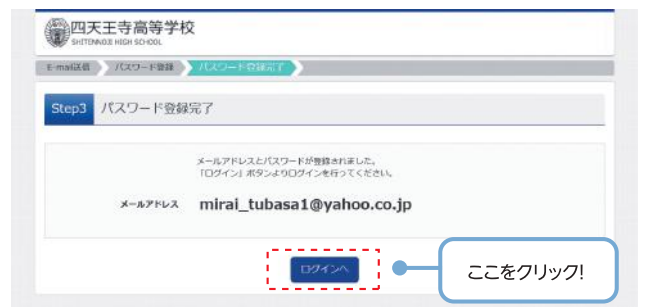 四天王寺高等学校
SHITENNOJI HIGH SCHOOL
E-mail送信 パスワード登録 パスワード登録完了
Step3 パスワード登録完了
メールアドレスとパスワードが登録されました。
「ログイン」ボタンよりログインを行ってください。
メールアドレス mirai_tubasa1@yahoo.co.jp
ログインへ
ここをクリック!